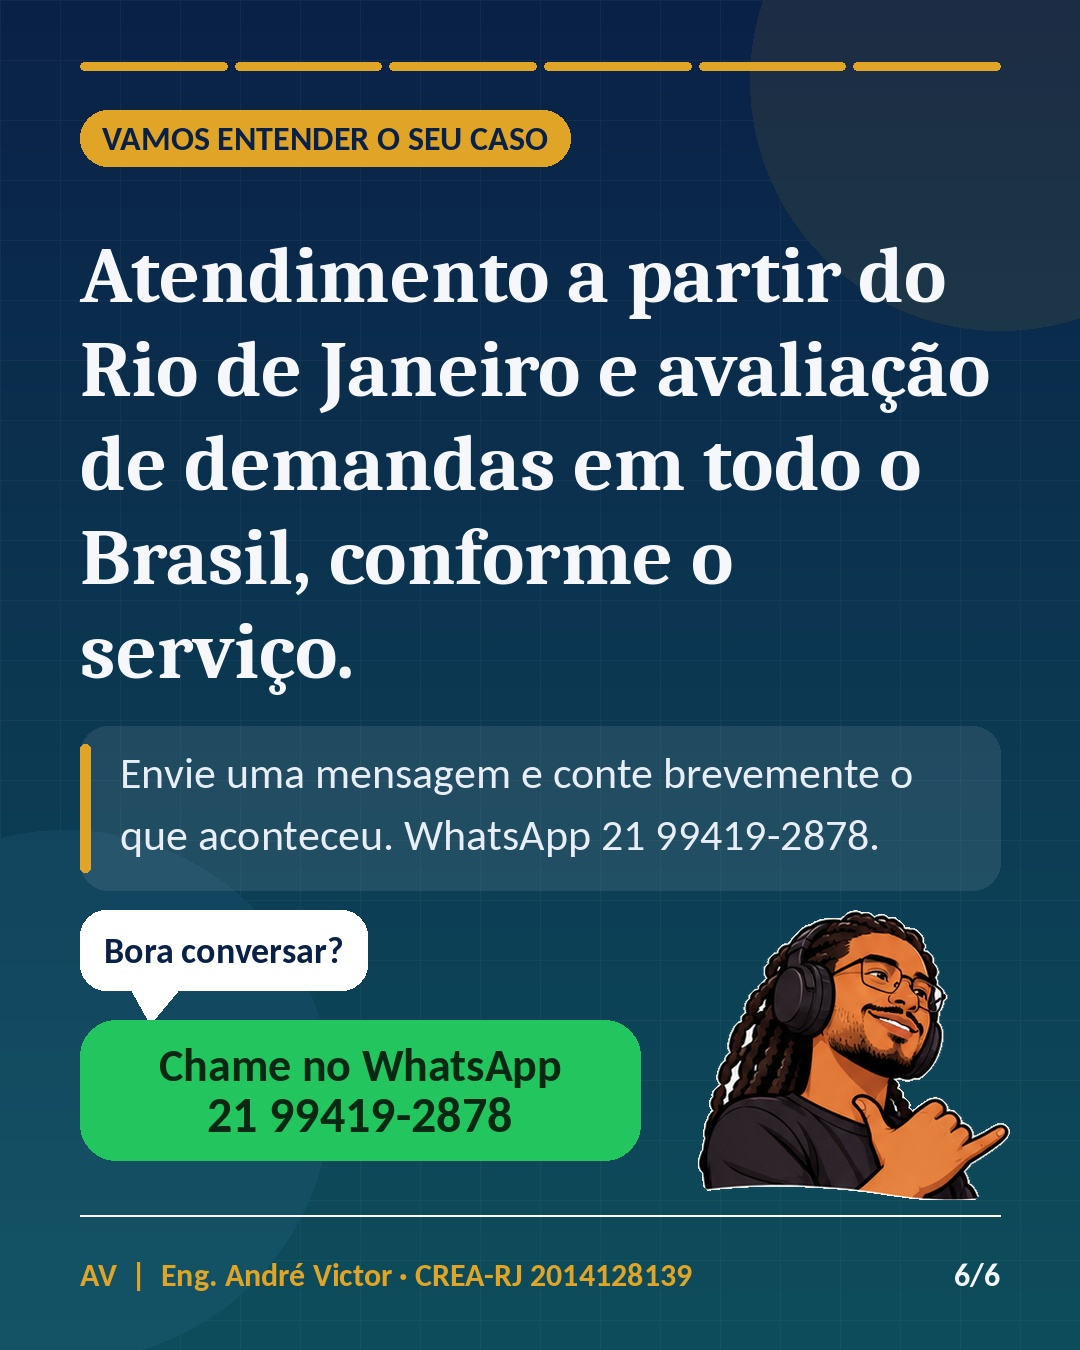 VAMOS ENTENDER O SEU CASO
Atendimento a partir do
Rio de Janeiro e avaliação
de demandas em todo o
Brasil, conforme o
serviço.
Envie uma mensagem e conte brevemente o
que aconteceu. WhatsApp 21 99419-2878.
Bora conversar?
Chame no WhatsApp
21 99419-2878
AV | Eng. André Victor · CREA-RJ 2014128139
6/6